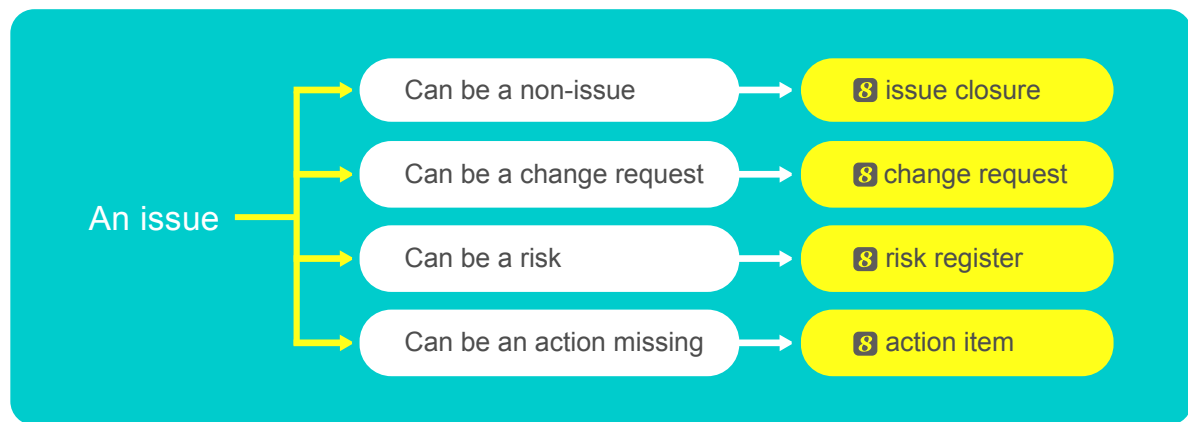 Can be a non-issue
8 issue closure
Can be a change request
8 change request
An issue
Can be a risk
8 risk register
Can be an action missing
8 action item